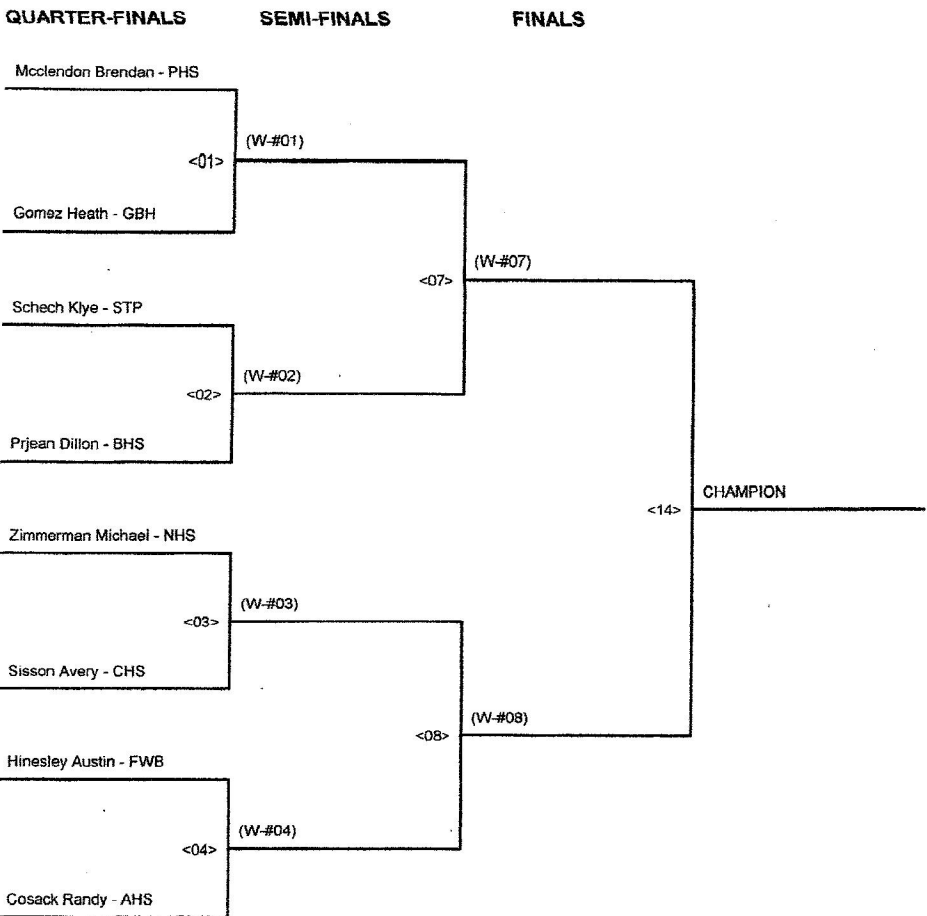 QUARTER-FINALS SEMI-FINALS FINALS
Mcclendon Brendan - PHS
(W-#01)
<01>
Gomez Heath - GBH
(W-#07)
<07>
Schech Klye - STP
(W-#02)
<02>
Prjean Dillon - BHS
CHAMPION
<14>
Zimmerman Michael - NHS
(W-#03)
<03>
Sisson Avery - CHS
(W-#08)
<08>
Hinesley Austin - FWB
(W-#04)
<04>
Cosack Randy - AHS